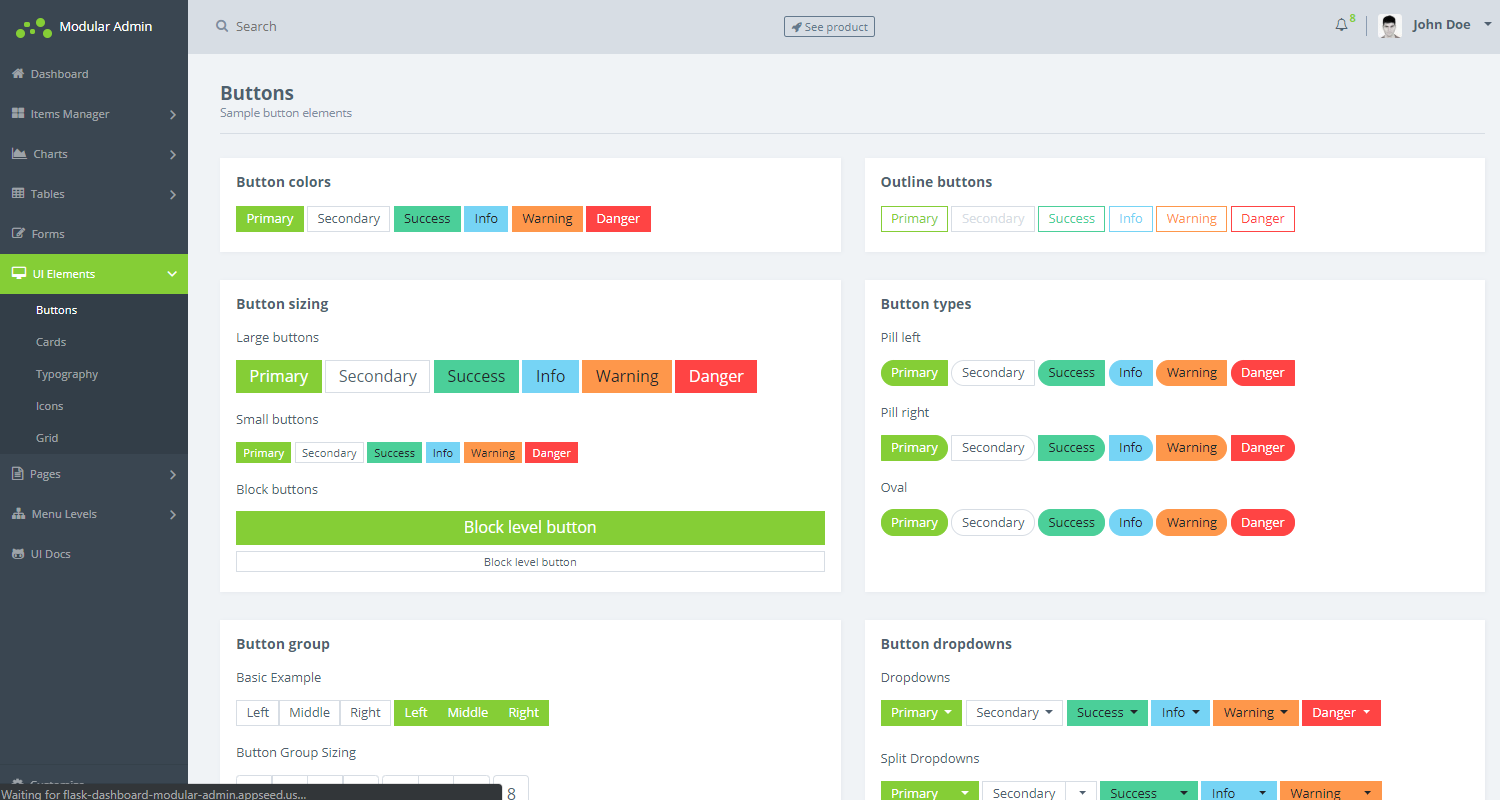 Modular Admin
Search
See product
8
John Doe
Dashboard
Items Manager
Charts
Tables
Forms
UI Elements
Buttons
Cards
Typography
Icons
Grid
Pages
Menu Levels
UI Docs
Customize
Waiting for flask-dashboard-modular-admin.appseed.us...
Buttons
Sample button elements
Button colors
Primary Secondary Success Info Warning Danger
Outline buttons
Primary Secondary Success Info Warning Danger
Button sizing
Large buttons
Primary Secondary Success Info Warning Danger
Small buttons
Primary Secondary Success Info Warning Danger
Block buttons
Block level button
Block level button
Button types
Pill left
Primary Secondary Success Info Warning Danger
Pill right
Primary Secondary Success Info Warning Danger
Oval
Primary Secondary Success Info Warning Danger
Button group
Basic Example
Left Middle Right Left Middle Right
Button Group Sizing
8
Button dropdowns
Dropdowns
Primary Secondary Success Info Warning Danger
Split Dropdowns
Primary Secondary Success Info Warning